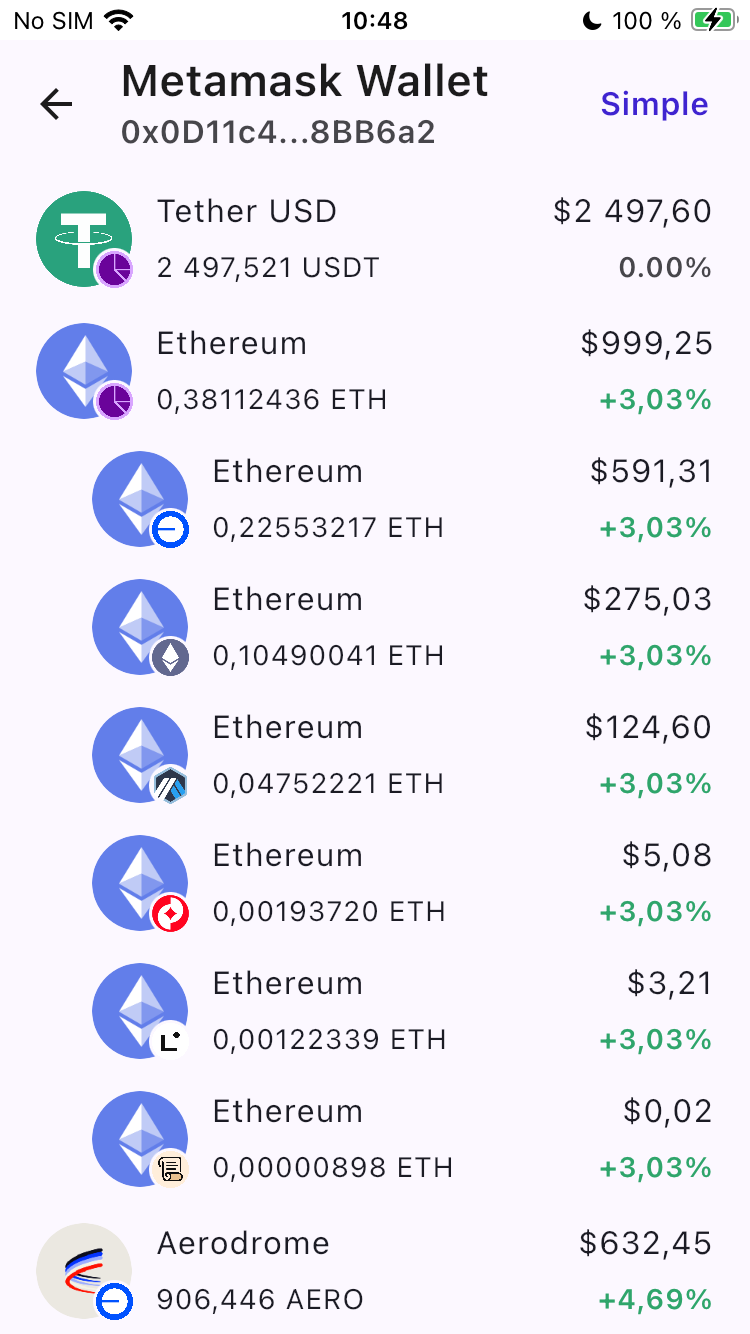 No SIM 10:48 100 %
Metamask Wallet
0x0D11c4...8BB6a2
Simple
Tether USD $2 497,60
2 497,521 USDT 0.00%
Ethereum $999,25
0,38112436 ETH +3,03%
Ethereum $591,31
0,22553217 ETH +3,03%
Ethereum $275,03
0,10490041 ETH +3,03%
Ethereum $124,60
0,04752221 ETH +3,03%
Ethereum $5,08
0,00193720 ETH +3,03%
Ethereum $3,21
0,00122339 ETH +3,03%
Ethereum $0,02
0,00000898 ETH +3,03%
Aerodrome $632,45
906,446 AERO +4,69%